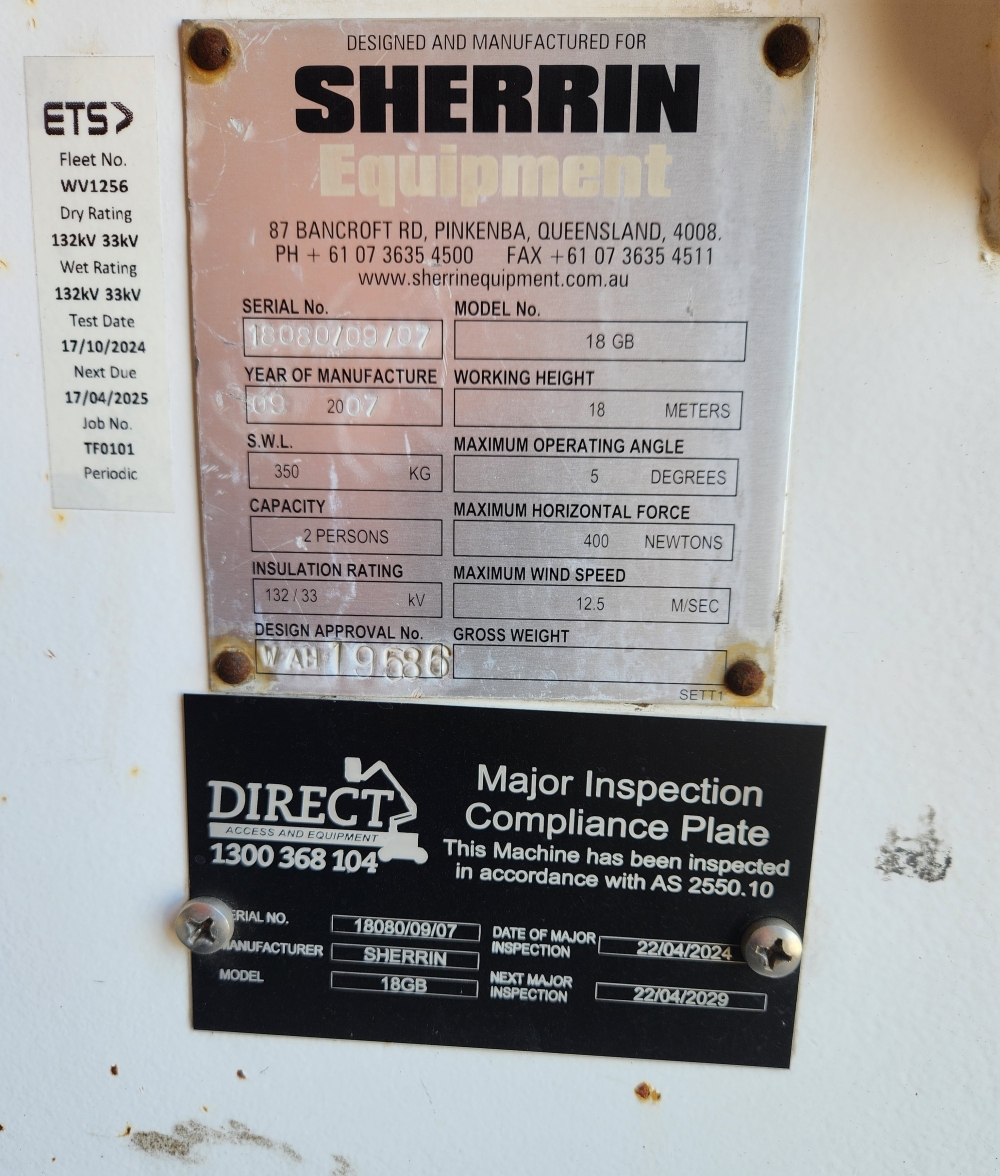 ETS>
Fleet No.
WV1256
Dry Rating
132kV 33kV
Wet Rating
132kV 33kV
Test Date
17/10/2024
Next Due
17/04/2025
Job No.
TF0101
Periodic
DESIGNED AND MANUFACTURED FOR
SHERRIN
Equipment
87 BANCROFT RD, PINKENBA, QUEENSLAND, 4008.
PH + 61 07 3635 4500 FAX +61 07 3635 4511
www.sherrinequipment.com.au
SERIAL No. MODEL No.
18080/09/07 18 GB
YEAR OF MANUFACTURE WORKING HEIGHT
09 2007 18 METERS
S.W.L. MAXIMUM OPERATING ANGLE
350 KG 5 DEGREES
CAPACITY MAXIMUM HORIZONTAL FORCE
2 PERSONS 400 NEWTONS
INSULATION RATING MAXIMUM WIND SPEED
132 / 33 kV 12.5 M/SEC
DESIGN APPROVAL No. GROSS WEIGHT
WAH19686
SETT1
DIRECT
ACCESS AND EQUIPMENT
1300 368 104
Major Inspection
Compliance Plate
This Machine has been inspected
in accordance with AS 2550.10
ERIAL NO. 18080/09/07
MANUFACTURER SHERRIN
MODEL 18GB
DATE OF MAJOR
INSPECTION 22/04/2024
NEXT MAJOR
INSPECTION 22/04/2029